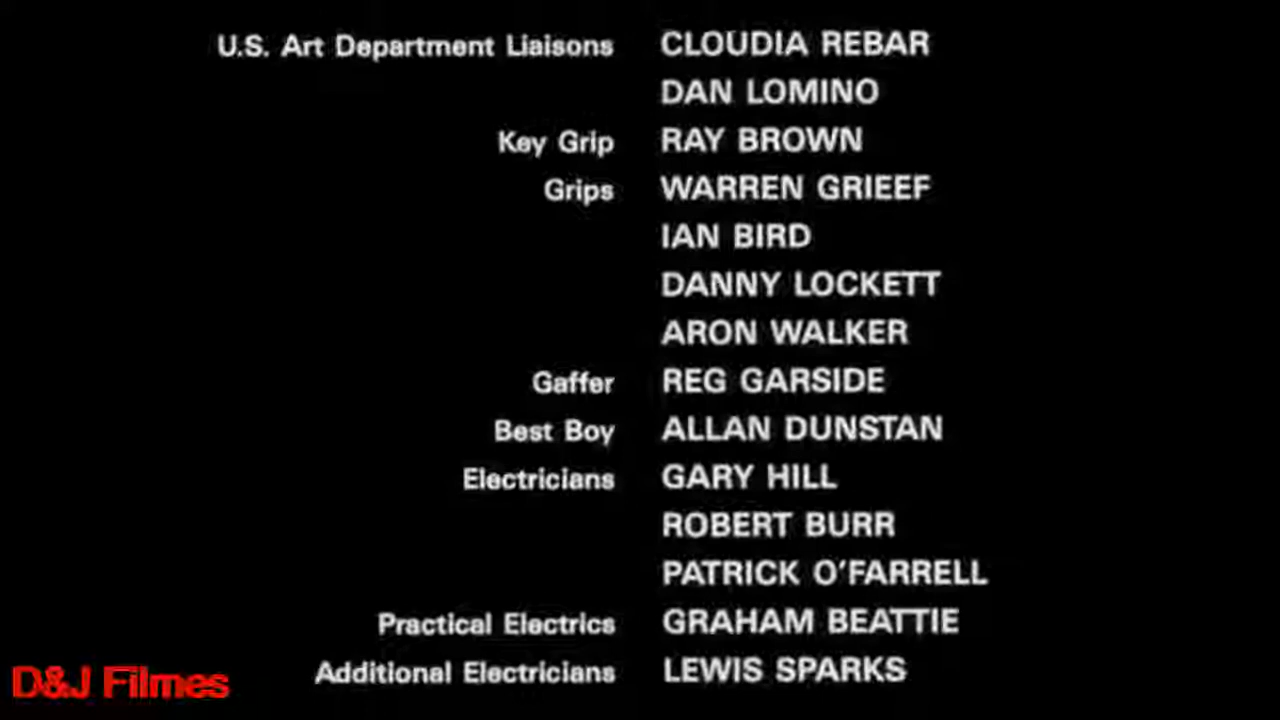 U.S. Art Department Liaisons CLOUDIA REBAR
DAN LOMINO
Key Grip RAY BROWN
Grips WARREN GRIEEF
IAN BIRD
DANNY LOCKETT
ARON WALKER
Gaffer REG GARSIDE
Best Boy ALLAN DUNSTAN
Electricians GARY HILL
ROBERT BURR
PATRICK O'FARRELL
Practical Electrics GRAHAM BEATTIE
Additional Electricians LEWIS SPARKS
D&J Filmes